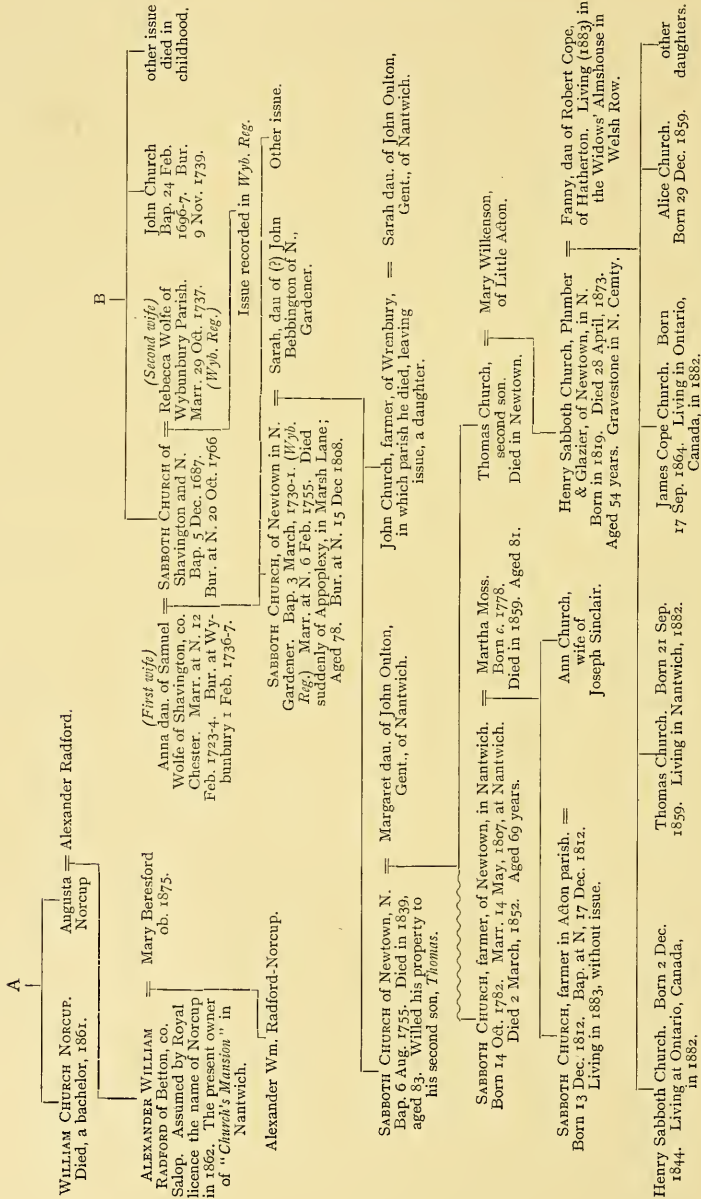 A
WILLIAM CHURCH NORCUP.
Died, a bachelor, 1861.
Augusta
Norcup
= Alexander Radford.
ALEXANDER WILLIAM
RADFORD of Betton, co.
Salop. Assumed by Royal
licence the name of Norcup
in 1862. The present owner
of "Church's Mansion" in
Nantwich.
= Mary Beresford
ob. 1875.
Alexander Wm. Radford-Norcup.
B
(First wife)
Anna dau. of Samuel
Wolfe of Shavington, co.
Chester. Marr. at N. 12
Feb. 1723-4. Bur. at Wy-
bunbury 1 Feb. 1736-7.
= SABBOTH CHURCH of
Shavington and N.
Bap. 5 Dec. 1687.
Bur. at N. 20 Oct. 1766
= (Second wife)
Rebecca Wolfe of
Wybunbury Parish.
Marr. 29 Oct. 1737.
(Wyb. Reg.)
John Church
Bap. 24 Feb.
1696-7. Bur.
9 Nov. 1739.
other issue
died in
childhood.
Issue recorded in Wyb. Reg.
SABBOTH CHURCH, of Newtown in N.
Gardener. Bap. 3 March, 1730-1. (Wyb.
Reg.) Marr. at N. 6 Feb. 1755. Died
suddenly of Appoplexy, in Marsh Lane;
Aged 78. Bur. at N. 15 Dec 1808.
= Sarah, dau of (?) John
Bebbington of N.,
Gardener.
Other issue.
SABBOTH CHURCH of Newtown, N.
Bap. 6 Aug. 1755. Died in 1839,
aged 83. Willed his property to
his second son, Thomas.
= Margaret dau. of John Oulton,
Gent., of Nantwich.
John Church, farmer, of Wrenbury,
in which parish he died, leaving
issue, a daughter.
= Sarah dau. of John Oulton,
Gent., of Nantwich.
SABBOTH CHURCH, farmer, of Newtown, in Nantwich.
Born 14 Oct. 1782. Marr. 14 May, 1807, at Nantwich.
Died 2 March, 1852. Aged 69 years.
= Martha Moss.
Born c. 1778.
Died in 1859. Aged 81.
Thomas Church,
second son.
Died in Newtown.
= Mary Wilkenson,
of Little Acton.
SABBOTH CHURCH, farmer in Acton parish. =
Born 13 Dec. 1812. Bap. at N, 17 Dec. 1812.
Living in 1883, without issue.
Ann Church,
wife of
Joseph Sinclair.
Henry Sabboth Church, Plumber
& Glazier, of Newtown, in N.
Born in 1819. Died 28 April, 1873.
Aged 54 years. Gravestone in N. Cemty.
= Fanny, dau of Robert Cope,
of Hatherton. Living (1883) in
the Widows' Almshouse in
Welsh Row.
Henry Sabboth Church. Born 2 Dec.
1844. Living at Ontario, Canada,
in 1882.
Thomas Church. Born 21 Sep.
1859. Living in Nantwich, 1882.
James Cope Church. Born
17 Sep. 1864. Living in Ontario,
Canada, in 1882.
Alice Church.
Born 29 Dec. 1859.
other
daughters.